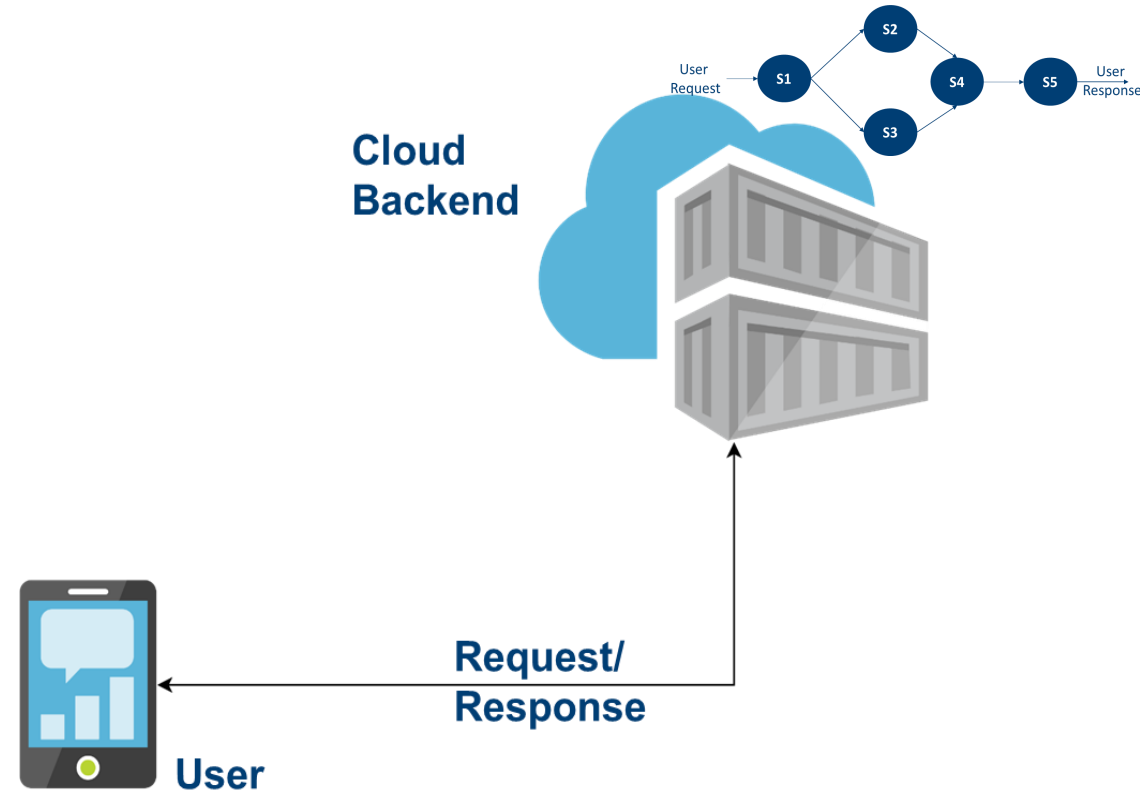 S2
User
Request
S1
S4
S5
User
Response
S3
Cloud
Backend
Request/
Response
User